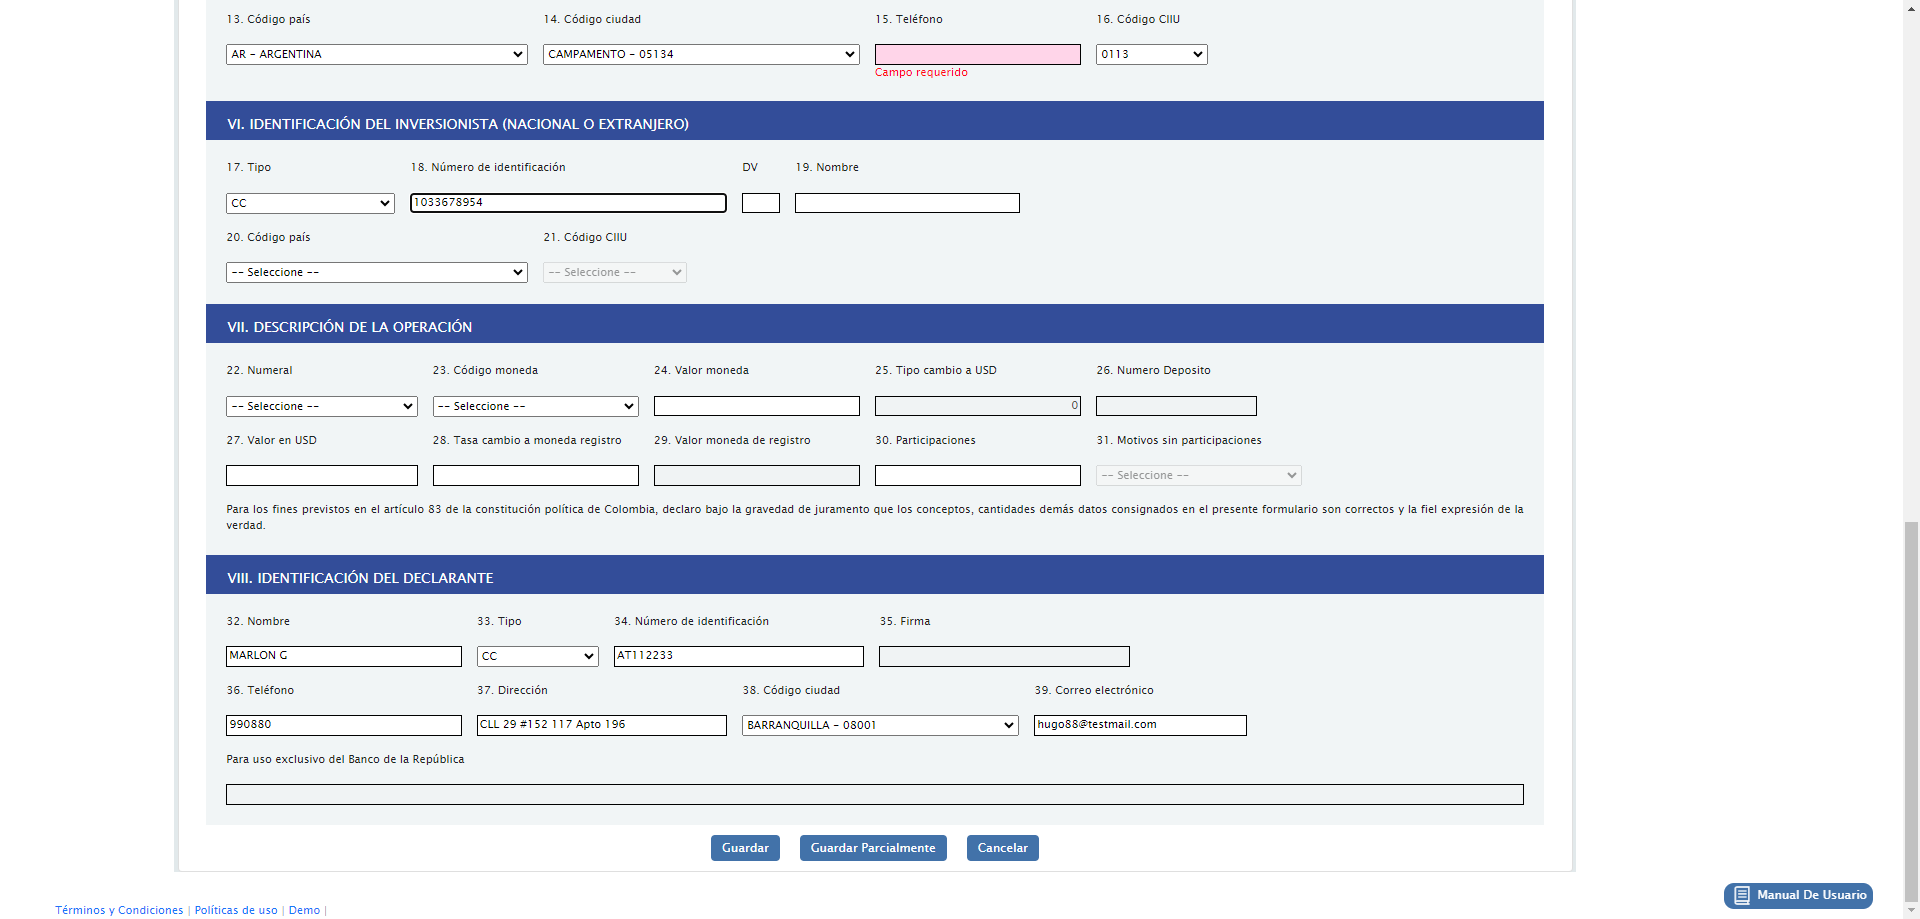 13. Código país 14. Código ciudad 15. Teléfono 16. Código CIIU
AR - ARGENTINA CAMPAMENTO - 05134 0113
Campo requerido
VI. IDENTIFICACIÓN DEL INVERSIONISTA (NACIONAL O EXTRANJERO)
17. Tipo 18. Número de identificación DV 19. Nombre
CC 1033678954
20. Código país 21. Código CIIU
-- Seleccione -- -- Seleccione --
VII. DESCRIPCIÓN DE LA OPERACIÓN
22. Numeral 23. Código moneda 24. Valor moneda 25. Tipo cambio a USD 26. Numero Deposito
-- Seleccione -- -- Seleccione -- 0
27. Valor en USD 28. Tasa cambio a moneda registro 29. Valor moneda de registro 30. Participaciones 31. Motivos sin participaciones
-- Seleccione --
Para los fines previstos en el artículo 83 de la constitución política de Colombia, declaro bajo la gravedad de juramento que los conceptos, cantidades demás datos consignados en el presente formulario son correctos y la fiel expresión de la
verdad.
VIII. IDENTIFICACIÓN DEL DECLARANTE
32. Nombre 33. Tipo 34. Número de identificación 35. Firma
MARLON G CC AT112233
36. Teléfono 37. Dirección 38. Código ciudad 39. Correo electrónico
990880 CLL 29 #152 117 Apto 196 BARRANQUILLA - 08001 hugo88@testmail.com
Para uso exclusivo del Banco de la República
Guardar Guardar Parcialmente Cancelar
Manual De Usuario
Términos y Condiciones | Políticas de uso | Demo |